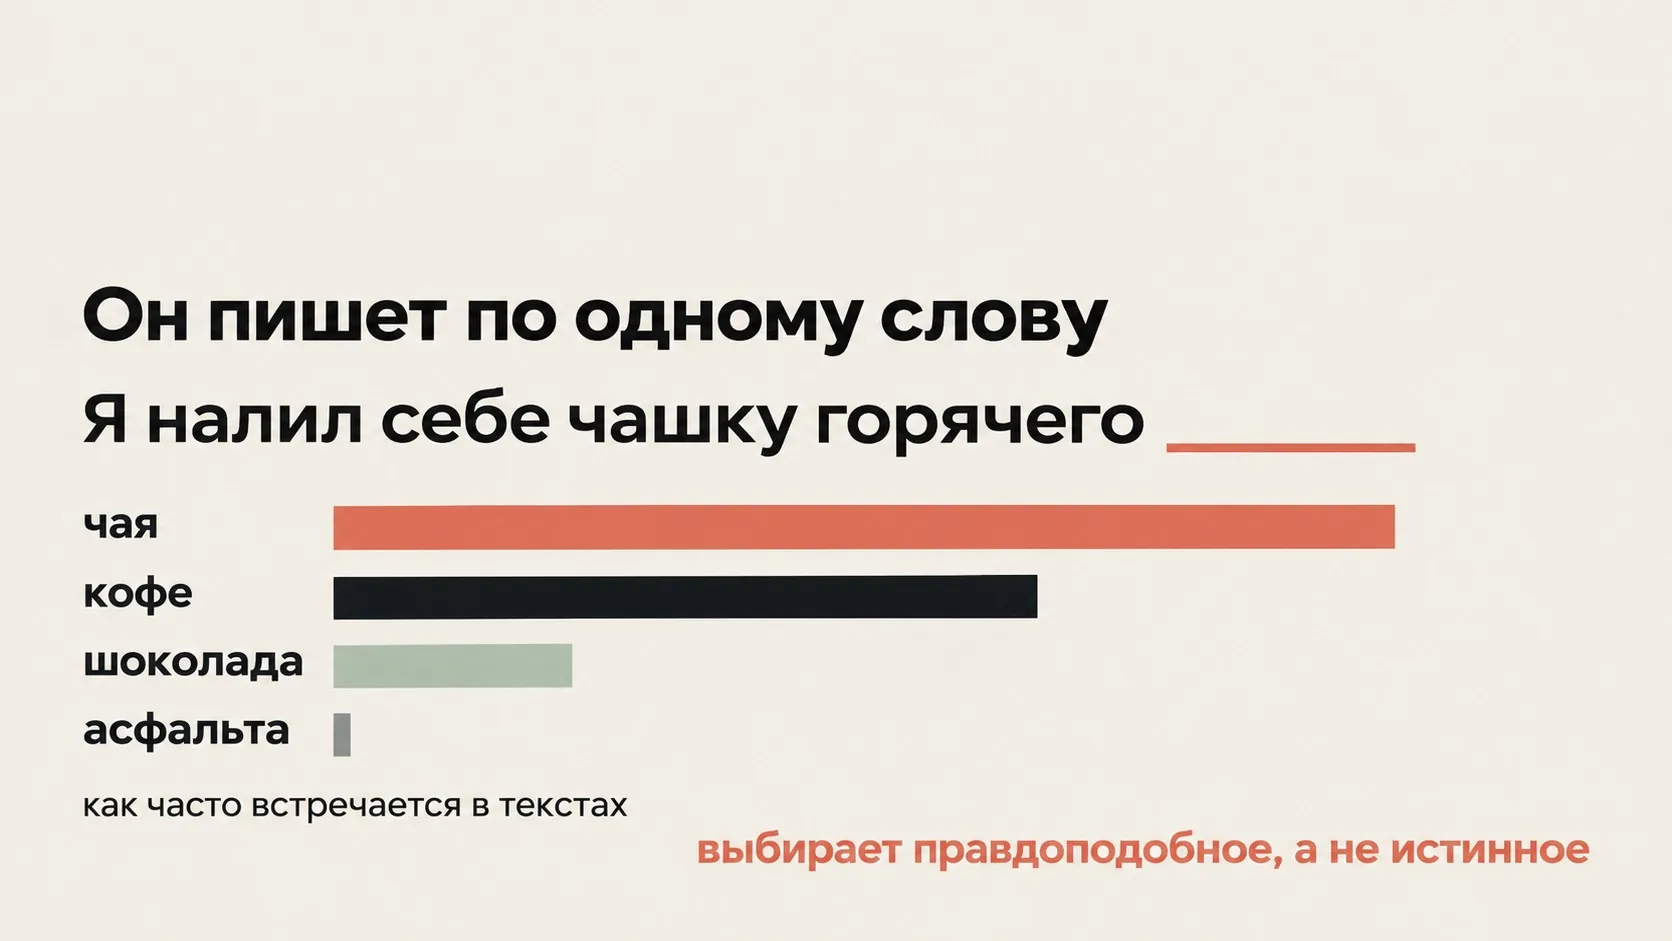 Он пишет по одному слову
Я налил себе чашку горячего
чая
кофе
шоколада
асфальта
как часто встречается в текстах
выбирает правдоподобное, а не истинное